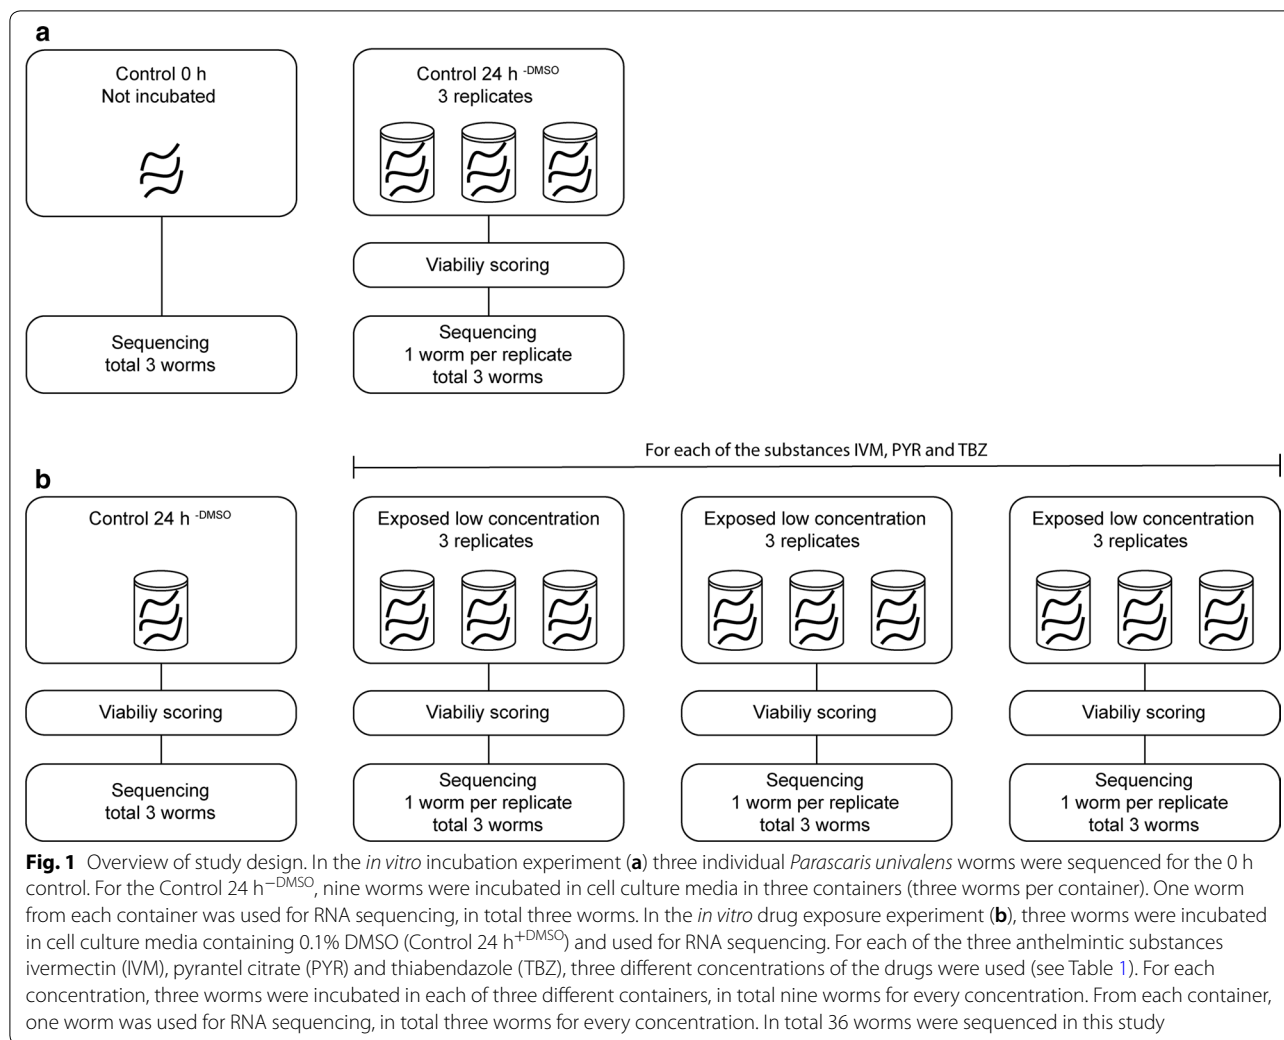 a
Control 0 h
Not incubated
Control 24 h -DMSO
3 replicates
Viabiliy scoring
Sequencing
total 3 worms
Sequencing
1 worm per replicate
total 3 worms
For each of the substances IVM, PYR and TBZ
b
Control 24 h -DMSO
Exposed low concentration
3 replicates
Exposed low concentration
3 replicates
Exposed low concentration
3 replicates
Viabiliy scoring
Viabiliy scoring
Viabiliy scoring
Viabiliy scoring
Sequencing
total 3 worms
Sequencing
1 worm per replicate
total 3 worms
Sequencing
1 worm per replicate
total 3 worms
Sequencing
1 worm per replicate
total 3 worms
Fig. 1 Overview of study design. In the in vitro incubation experiment (a) three individual Parascaris univalens worms were sequenced for the 0 h
control. For the Control 24 h−DMSO, nine worms were incubated in cell culture media in three containers (three worms per container). One worm
from each container was used for RNA sequencing, in total three worms. In the in vitro drug exposure experiment (b), three worms were incubated
in cell culture media containing 0.1% DMSO (Control 24 h+DMSO) and used for RNA sequencing. For each of the three anthelmintic substances
ivermectin (IVM), pyrantel citrate (PYR) and thiabendazole (TBZ), three different concentrations of the drugs were used (see Table 1). For each
concentration, three worms were incubated in each of three different containers, in total nine worms for every concentration. From each container,
one worm was used for RNA sequencing, in total three worms for every concentration. In total 36 worms were sequenced in this study